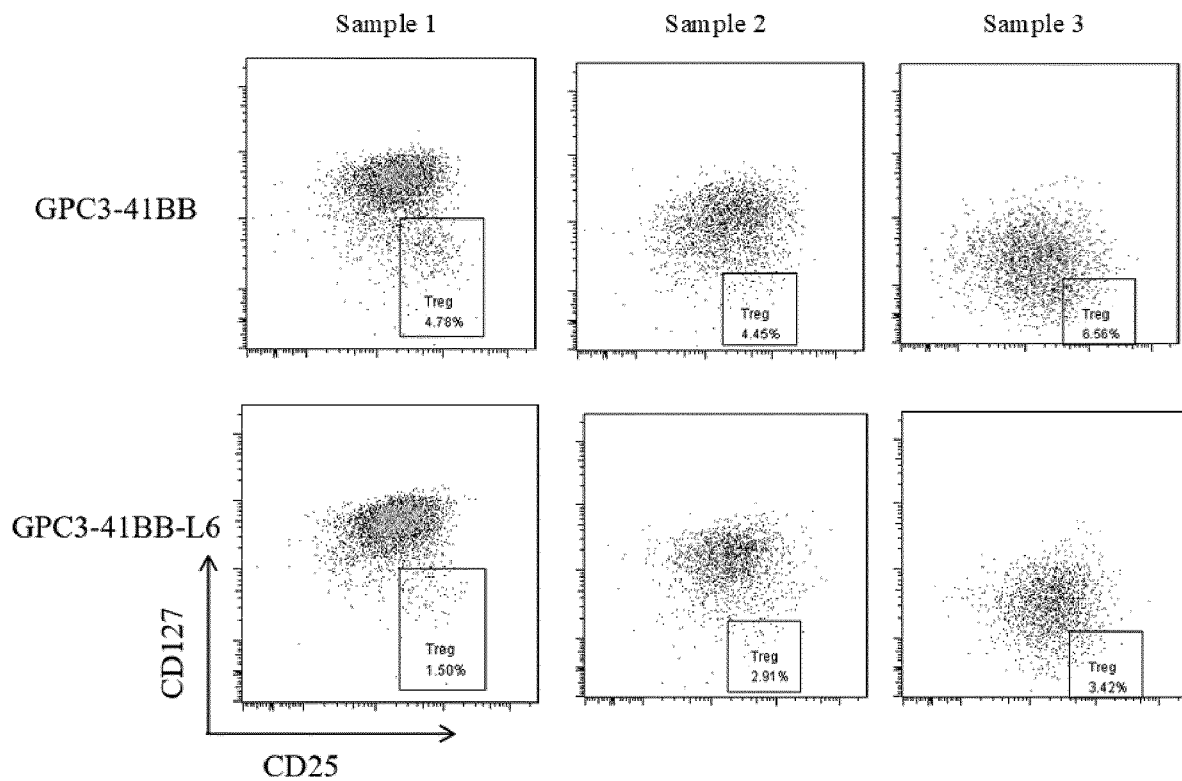 Sample 1
Sample 2
Sample 3
GPC3-41BB
Treg
4.78%
Treg
4.45%
Treg
6.56%
GPC3-41BB-L6
Treg
1.50%
Treg
2.91%
Treg
3.42%
CD127
CD25